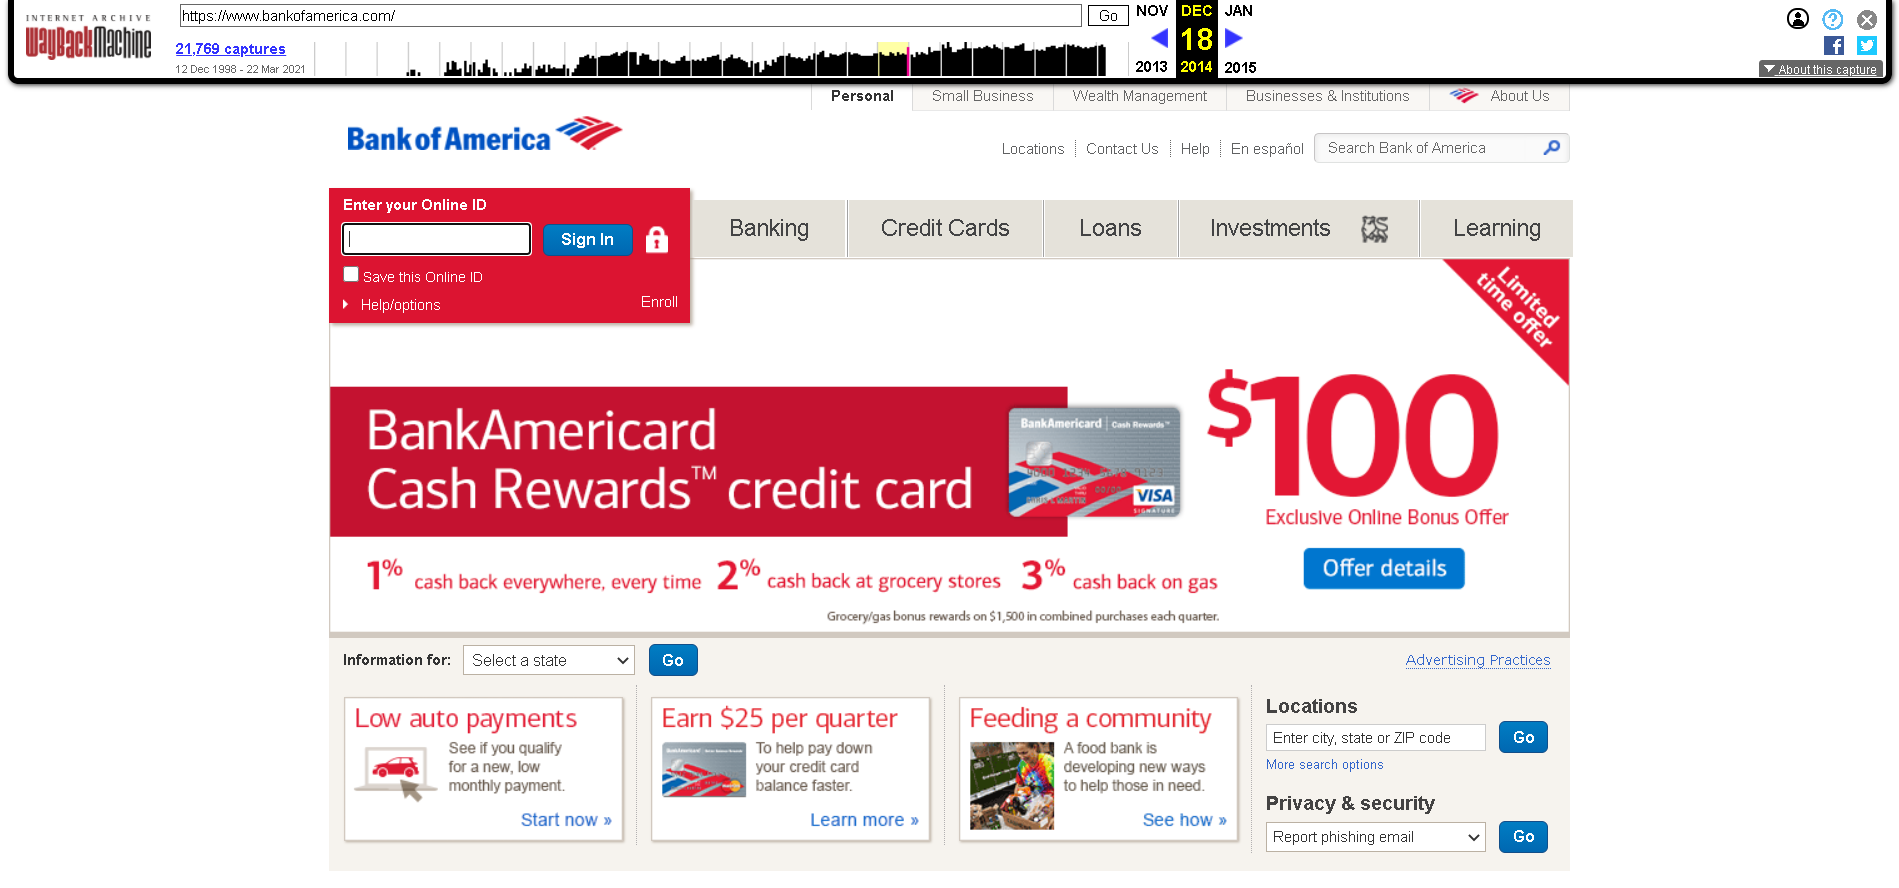 INTERNET ARCHIVE
WayBackMachine
https://www.bankofamerica.com/
Go
NOV
DEC
JAN
21,769 captures
18
12 Dec 1998 - 22 Mar 2021
2013
2014
2015
About this capture
Personal
Small Business
Wealth Management
Businesses & Institutions
About Us
Bank of America
Locations
Contact Us
Help
En español
Search Bank of America
Enter your Online ID
Sign In
Save this Online ID
Help/options
Enroll
Banking
Credit Cards
Loans
Investments
Learning
Limited
time offer
BankAmericard
Cash Rewards™ credit card
BankAmericard Cash Rewards™
VISA
SIGNATURE
$100
Exclusive Online Bonus Offer
Offer details
1% cash back everywhere, every time
2% cash back at grocery stores
3% cash back on gas
Grocery/gas bonus rewards on $1,500 in combined purchases each quarter.
Information for:
Select a state
Go
Advertising Practices
Low auto payments
See if you qualify
for a new, low
monthly payment.
Start now »
Earn $25 per quarter
To help pay down
your credit card
balance faster.
Learn more »
Feeding a community
A food bank is
developing new ways
to help those in need.
See how »
Locations
Enter city, state or ZIP code
Go
More search options
Privacy & security
Report phishing email
Go